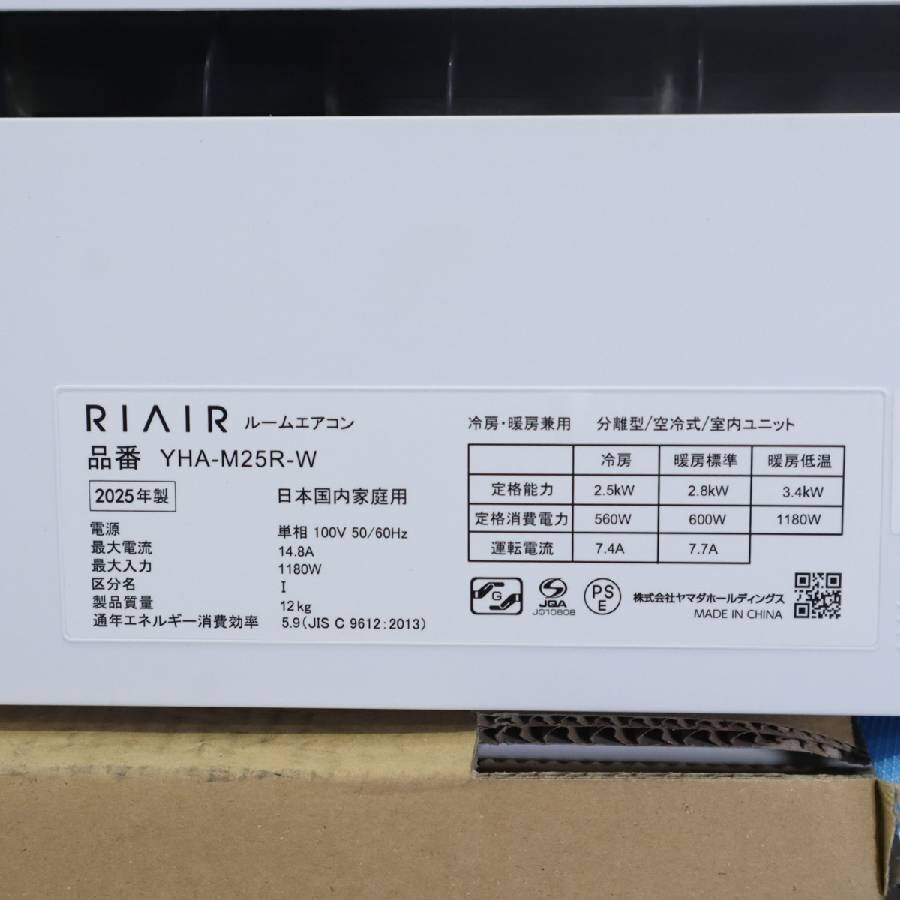 RIAIR ルームエアコン
品番 YHA-M25R-W
2025年製 日本国内家庭用
電源 単相 100V 50/60Hz
最大電流 14.8A
最大入力 1180W
区分名 I
製品質量 12kg
通年エネルギー消費効率 5.9(JIS C 9612:2013)
冷房・暖房兼用 分離型/空冷式/室内ユニット
冷房 暖房標準 暖房低温
定格能力 2.5kW 2.8kW 3.4kW
定格消費電力 560W 600W 1180W
運転電流 7.4A 7.7A
G
JQA
PS
E
株式会社ヤマダホールディングス
MADE IN CHINA